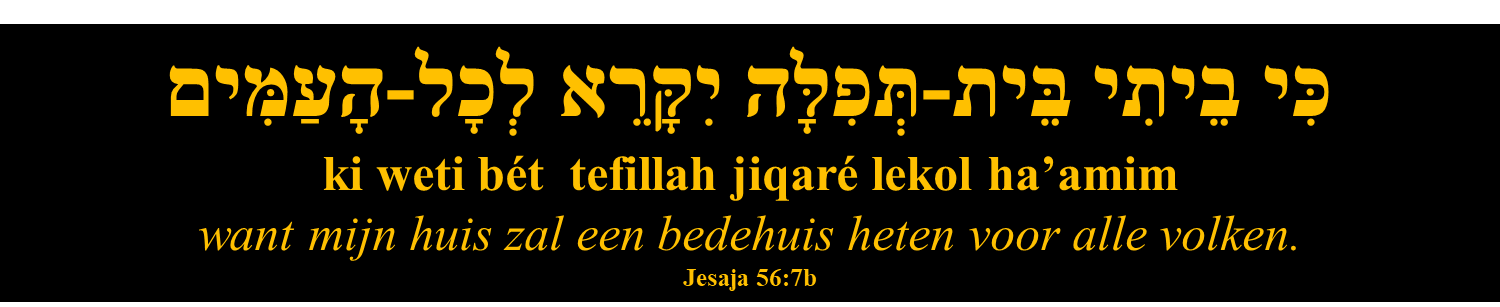 כִּי בֵיתִי בֵּית-תְּפִלָּה יִקָּרֵא לְכָל-הָעַמִּים
ki weti bét  tefillah jiqaré lekol ha’amim
want mijn huis zal een bedehuis heten voor alle volken.
Jesaja 56:7b